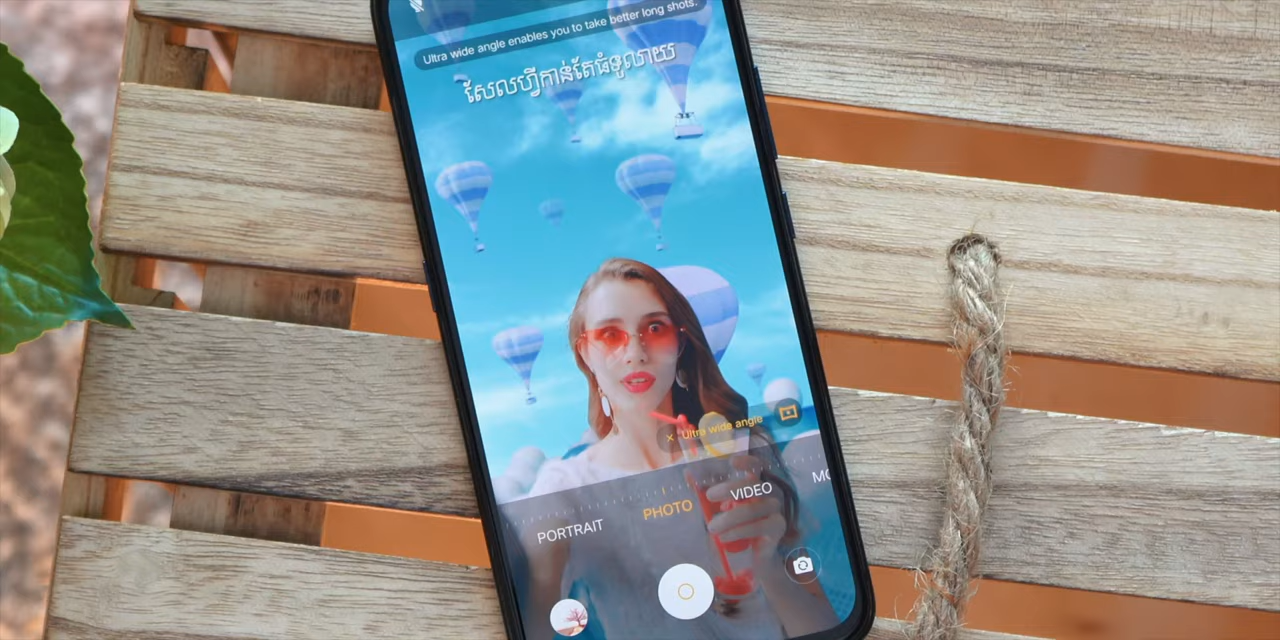 Ultra wide angle enables you to take better long shots.
សែលហ្វីកាន់តែធំទូលាយ
× Ultra wide angle
PORTRAIT
PHOTO
VIDEO